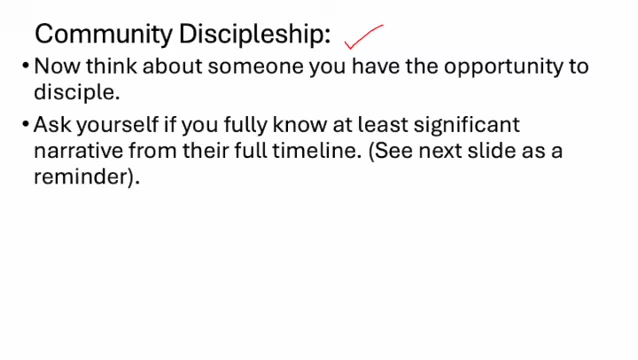 Community Discipleship:
• Now think about someone you have the opportunity to
disciple.
• Ask yourself if you fully know at least significant
narrative from their full timeline. (See next slide as a
reminder).